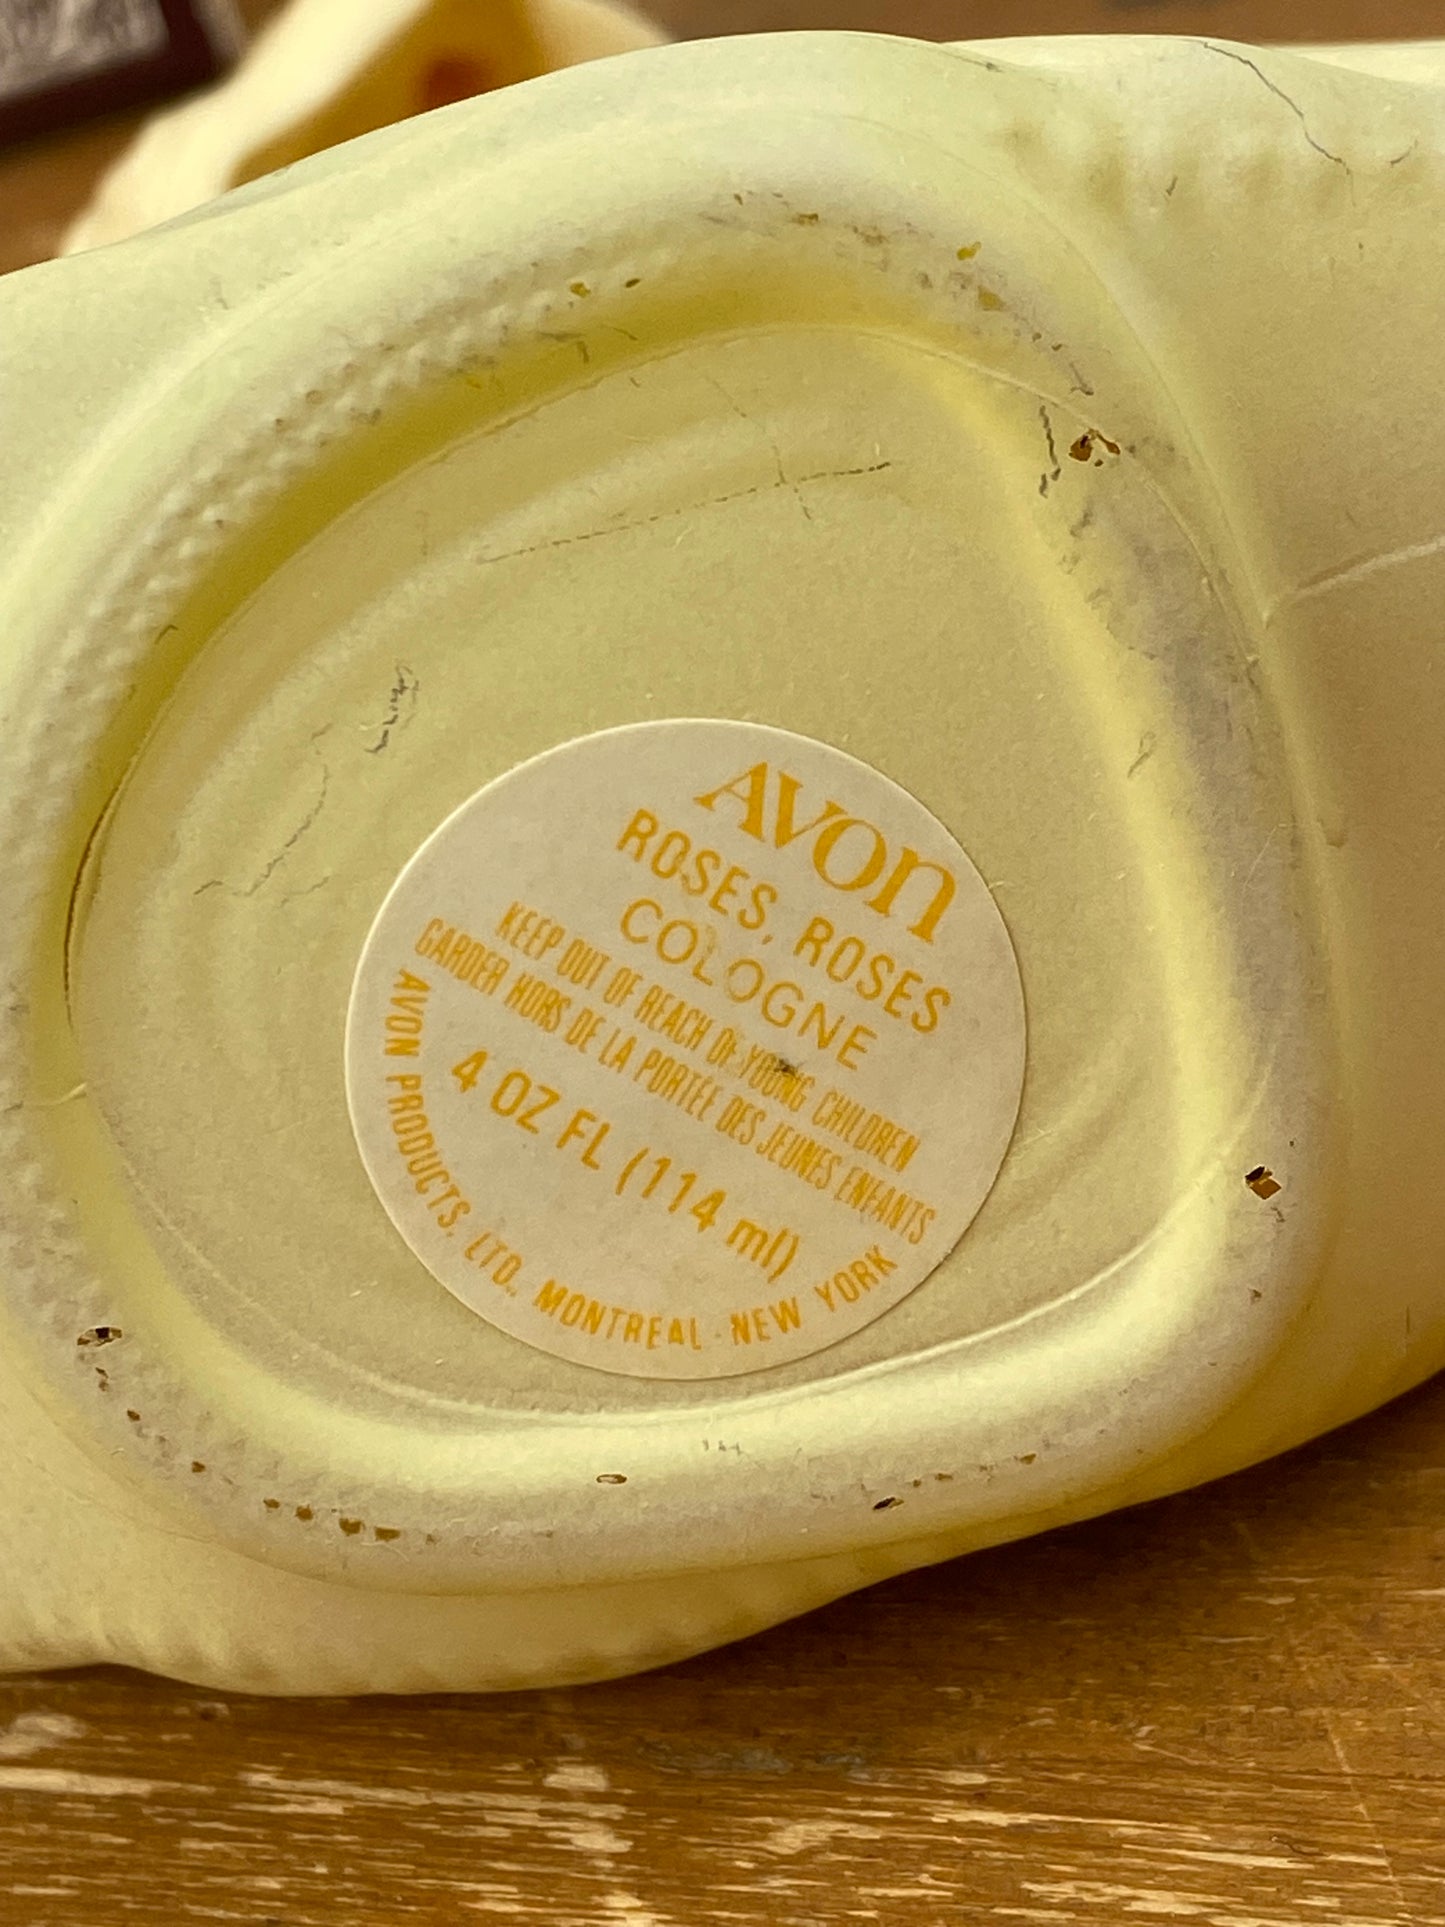 AVON
ROSES, ROSES
COLOGNE
KEEP OUT OF REACH OF YOUNG CHILDREN
GARDER HORS DE LA PORTÉE DES JEUNES ENFANTS
4 OZ FL (114 ml)
AVON PRODUCTS, LTD., MONTREAL · NEW YORK